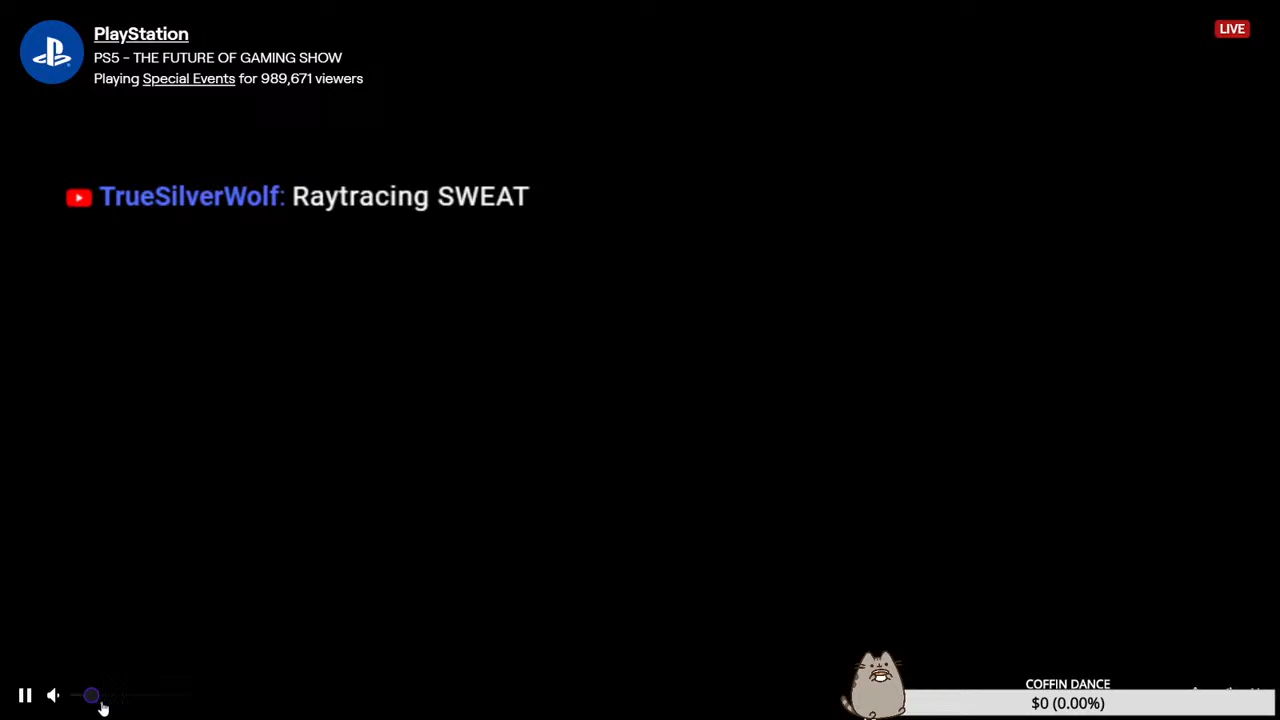 PlayStation
LIVE
PS5 - THE FUTURE OF GAMING SHOW
Playing Special Events for 989,671 viewers
TrueSilverWolf: Raytracing SWEAT
COFFIN DANCE
$0 (0.00%)